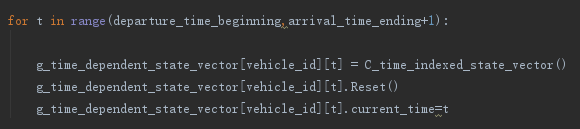 for t in range(departure_time_beginning,arrival_time_ending+1):
g_time_dependent_state_vector[vehicle_id][t] = C_time_indexed_state_vector()
g_time_dependent_state_vector[vehicle_id][t].Reset()
g_time_dependent_state_vector[vehicle_id][t].current_time=t